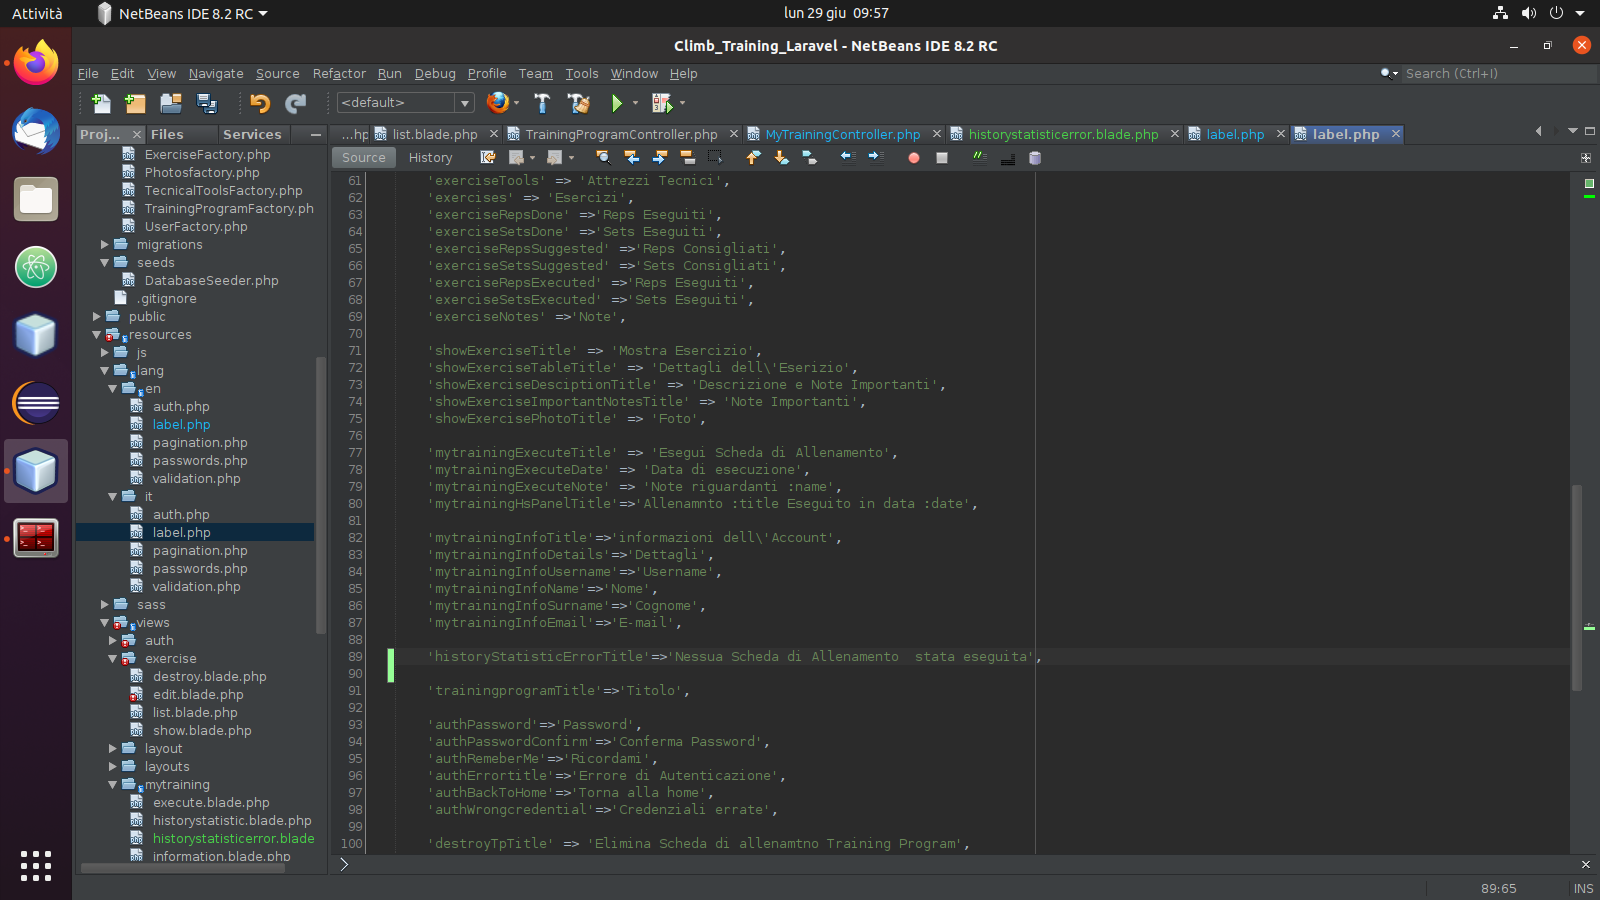 Attività
NetBeans IDE 8.2 RC
lun 29 giu 09:57
Climb_Training_Laravel - NetBeans IDE 8.2 RC
File Edit View Navigate Source Refactor Run Debug Profile Team Tools Window Help
Search (Ctrl+I)
<default>
Proj... Files Services
...hp list.blade.php TrainingProgramController.php MyTrainingController.php historystatisticerror.blade.php label.php label.php
Source History
ExerciseFactory.php
Photosfactory.php
TecnicalToolsFactory.php
TrainingProgramFactory.ph
UserFactory.php
migrations
seeds
DatabaseSeeder.php
.gitignore
public
resources
js
lang
en
auth.php
label.php
pagination.php
passwords.php
validation.php
it
auth.php
label.php
pagination.php
passwords.php
validation.php
sass
views
auth
exercise
destroy.blade.php
edit.blade.php
list.blade.php
show.blade.php
layout
layouts
mytraining
execute.blade.php
historystatistic.blade.php
historystatisticerror.blade
information.blade.php
61 'exerciseTools' => 'Attrezzi Tecnici',
62 'exercises' => 'Esercizi',
63 'exerciseRepsDone' =>'Reps Eseguiti',
64 'exerciseSetsDone' =>'Sets Eseguiti',
65 'exerciseRepsSuggested' =>'Reps Consigliati',
66 'exerciseSetsSuggested' =>'Sets Consigliati',
67 'exerciseRepsExecuted' =>'Reps Eseguiti',
68 'exerciseSetsExecuted' =>'Sets Eseguiti',
69 'exerciseNotes' =>'Note',
70
71 'showExerciseTitle' => 'Mostra Esercizio',
72 'showExerciseTableTitle' => 'Dettagli dell\'Eserizio',
73 'showExerciseDesciptionTitle' => 'Descrizione e Note Importanti',
74 'showExerciseImportantNotesTitle' => 'Note Importanti',
75 'showExercisePhotoTitle' => 'Foto',
76
77 'mytrainingExecuteTitle' => 'Esegui Scheda di Allenamento',
78 'mytrainingExecuteDate' => 'Data di esecuzione',
79 'mytrainingExecuteNote' => 'Note riguardanti :name',
80 'mytrainingHsPanelTitle'=>'Allenamnto :title Eseguito in data :date',
81
82 'mytrainingInfoTitle'=>'informazioni dell\'Account',
83 'mytrainingInfoDetails'=>'Dettagli',
84 'mytrainingInfoUsername'=>'Username',
85 'mytrainingInfoName'=>'Nome',
86 'mytrainingInfoSurname'=>'Cognome',
87 'mytrainingInfoEmail'=>'E-mail',
88
89 'historyStatisticErrorTitle'=>'Nessua Scheda di Allenamento  stata eseguita',
90
91 'trainingprogramTitle'=>'Titolo',
92
93 'authPassword'=>'Password',
94 'authPasswordConfirm'=>'Conferma Password',
95 'authRemeberMe'=>'Ricordami',
96 'authErrortitle'=>'Errore di Autenticazione',
97 'authBackToHome'=>'Torna alla home',
98 'authWrongcredential'=>'Credenziali errate',
99
100 'destroyTpTitle' => 'Elimina Scheda di allenamtno Training Program',
89:65 INS